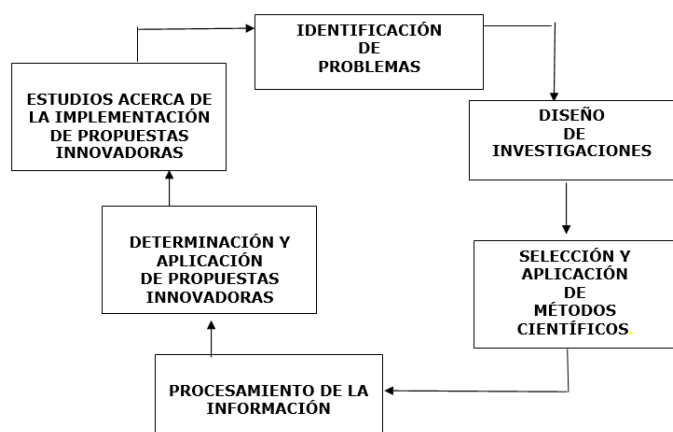 IDENTIFICACIÓN
DE
PROBLEMAS
DISEÑO
DE
INVESTIGACIONES
SELECCIÓN Y
APLICACIÓN
DE
MÉTODOS
CIENTÍFICOS.
PROCESAMIENTO DE LA
INFORMACIÓN
DETERMINACIÓN Y
APLICACIÓN
DE PROPUESTAS
INNOVADORAS
ESTUDIOS ACERCA DE
LA IMPLEMENTACIÓN
DE PROPUESTAS
INNOVADORAS